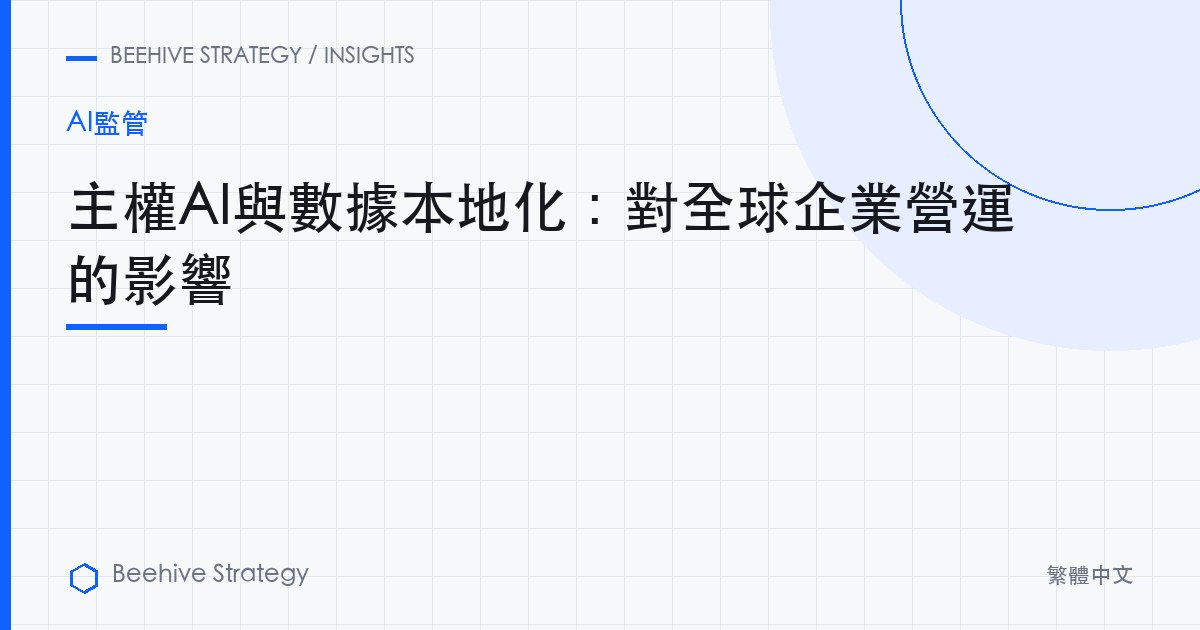 BEEHIVE STRATEGY / INSIGHTS
AI監管
主權AI與數據本地化：對全球企業營運
的影響
Beehive Strategy
繁體中文